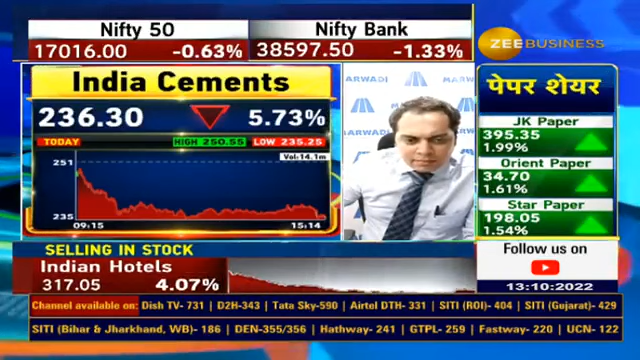 Nifty 50
17016.00 -0.63%
Nifty Bank
38597.50 -1.33%
ZEE BUSINESS
India Cements
236.30 5.73%
TODAY HIGH 250.55 LOW 235.25
Vol:14.1m
251
235
09:15 15:14
MARWADI
पेपर शेयर
JK Paper
395.35
1.99%
Orient Paper
34.70
1.61%
Star Paper
198.05
1.54%
SELLING IN STOCK
Indian Hotels
317.05 4.07%
Follow us on
13:10:2022
Channel available on: Dish TV- 731 | D2H-343 | Tata Sky-590 | Airtel DTH- 331 | SITI (ROI)- 404 | SITI (Gujarat)- 429
SITI (Bihar & Jharkhand, WB)- 186 | DEN-355/356 | Hathway- 241 | GTPL- 259 | Fastway- 220 | UCN- 122